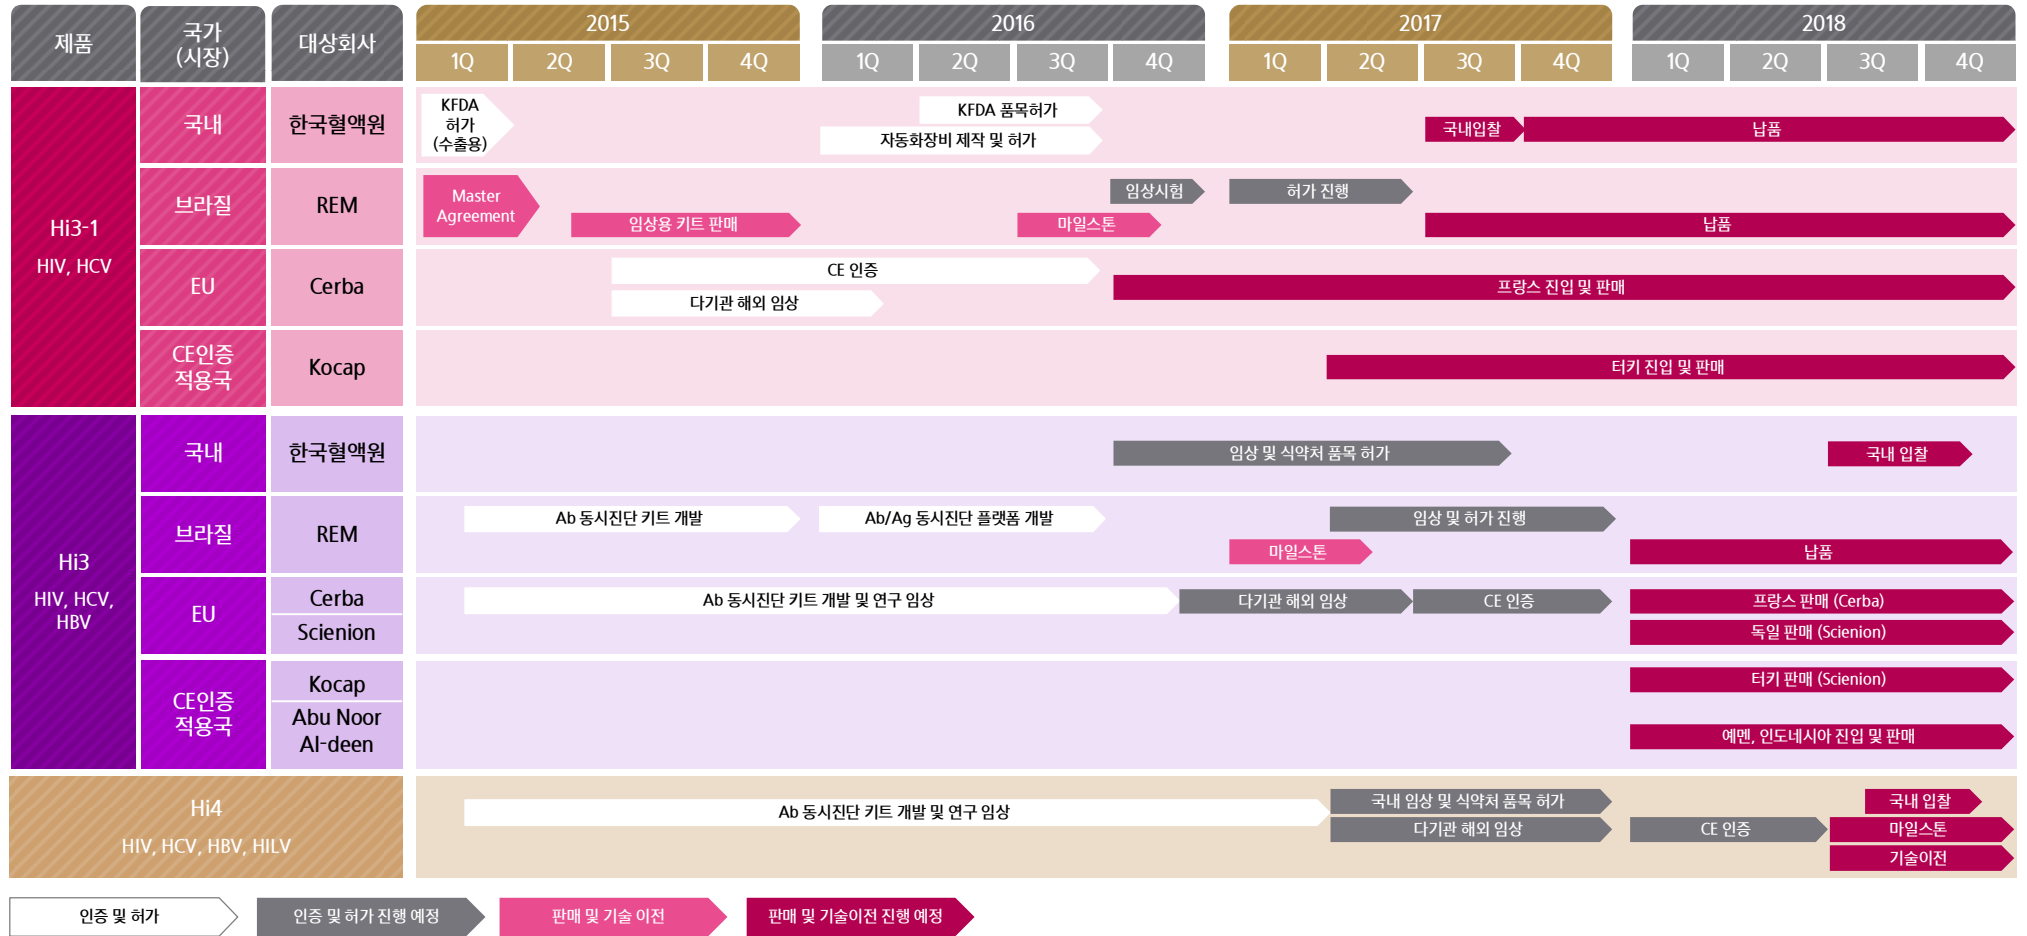 제품
국가
(시장)
대상회사
2015
2016
2017
2018
1Q
2Q
3Q
4Q
1Q
2Q
3Q
4Q
1Q
2Q
3Q
4Q
1Q
2Q
3Q
4Q
Hi3-1
HIV, HCV
국내
한국혈액원
KFDA
허가
(수출용)
KFDA 품목허가
자동화장비 제작 및 허가
국내입찰
납품
브라질
REM
Master
Agreement
임상용 키트 판매
마일스톤
임상시험
허가 진행
납품
EU
Cerba
CE 인증
다기관 해외 임상
프랑스 진입 및 판매
CE인증
적용국
Kocap
터키 진입 및 판매
Hi3
HIV, HCV,
HBV
국내
한국혈액원
임상 및 식약처 품목 허가
국내 입찰
브라질
REM
Ab 동시진단 키트 개발
Ab/Ag 동시진단 플랫폼 개발
임상 및 허가 진행
마일스톤
납품
EU
Cerba
Scienion
Ab 동시진단 키트 개발 및 연구 임상
다기관 해외 임상
CE 인증
프랑스 판매 (Cerba)
독일 판매 (Scienion)
CE인증
적용국
Kocap
Abu Noor
Al-deen
터키 판매 (Scienion)
예멘, 인도네시아 진입 및 판매
Hi4
HIV, HCV, HBV, HILV
Ab 동시진단 키트 개발 및 연구 임상
국내 임상 및 식약처 품목 허가
다기관 해외 임상
CE 인증
국내 입찰
마일스톤
기술이전
인증 및 허가
인증 및 허가 진행 예정
판매 및 기술 이전
판매 및 기술이전 진행 예정